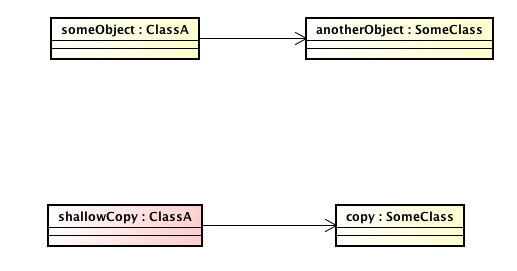 someObject : ClassA
anotherObject : SomeClass
shallowCopy : ClassA
copy : SomeClass